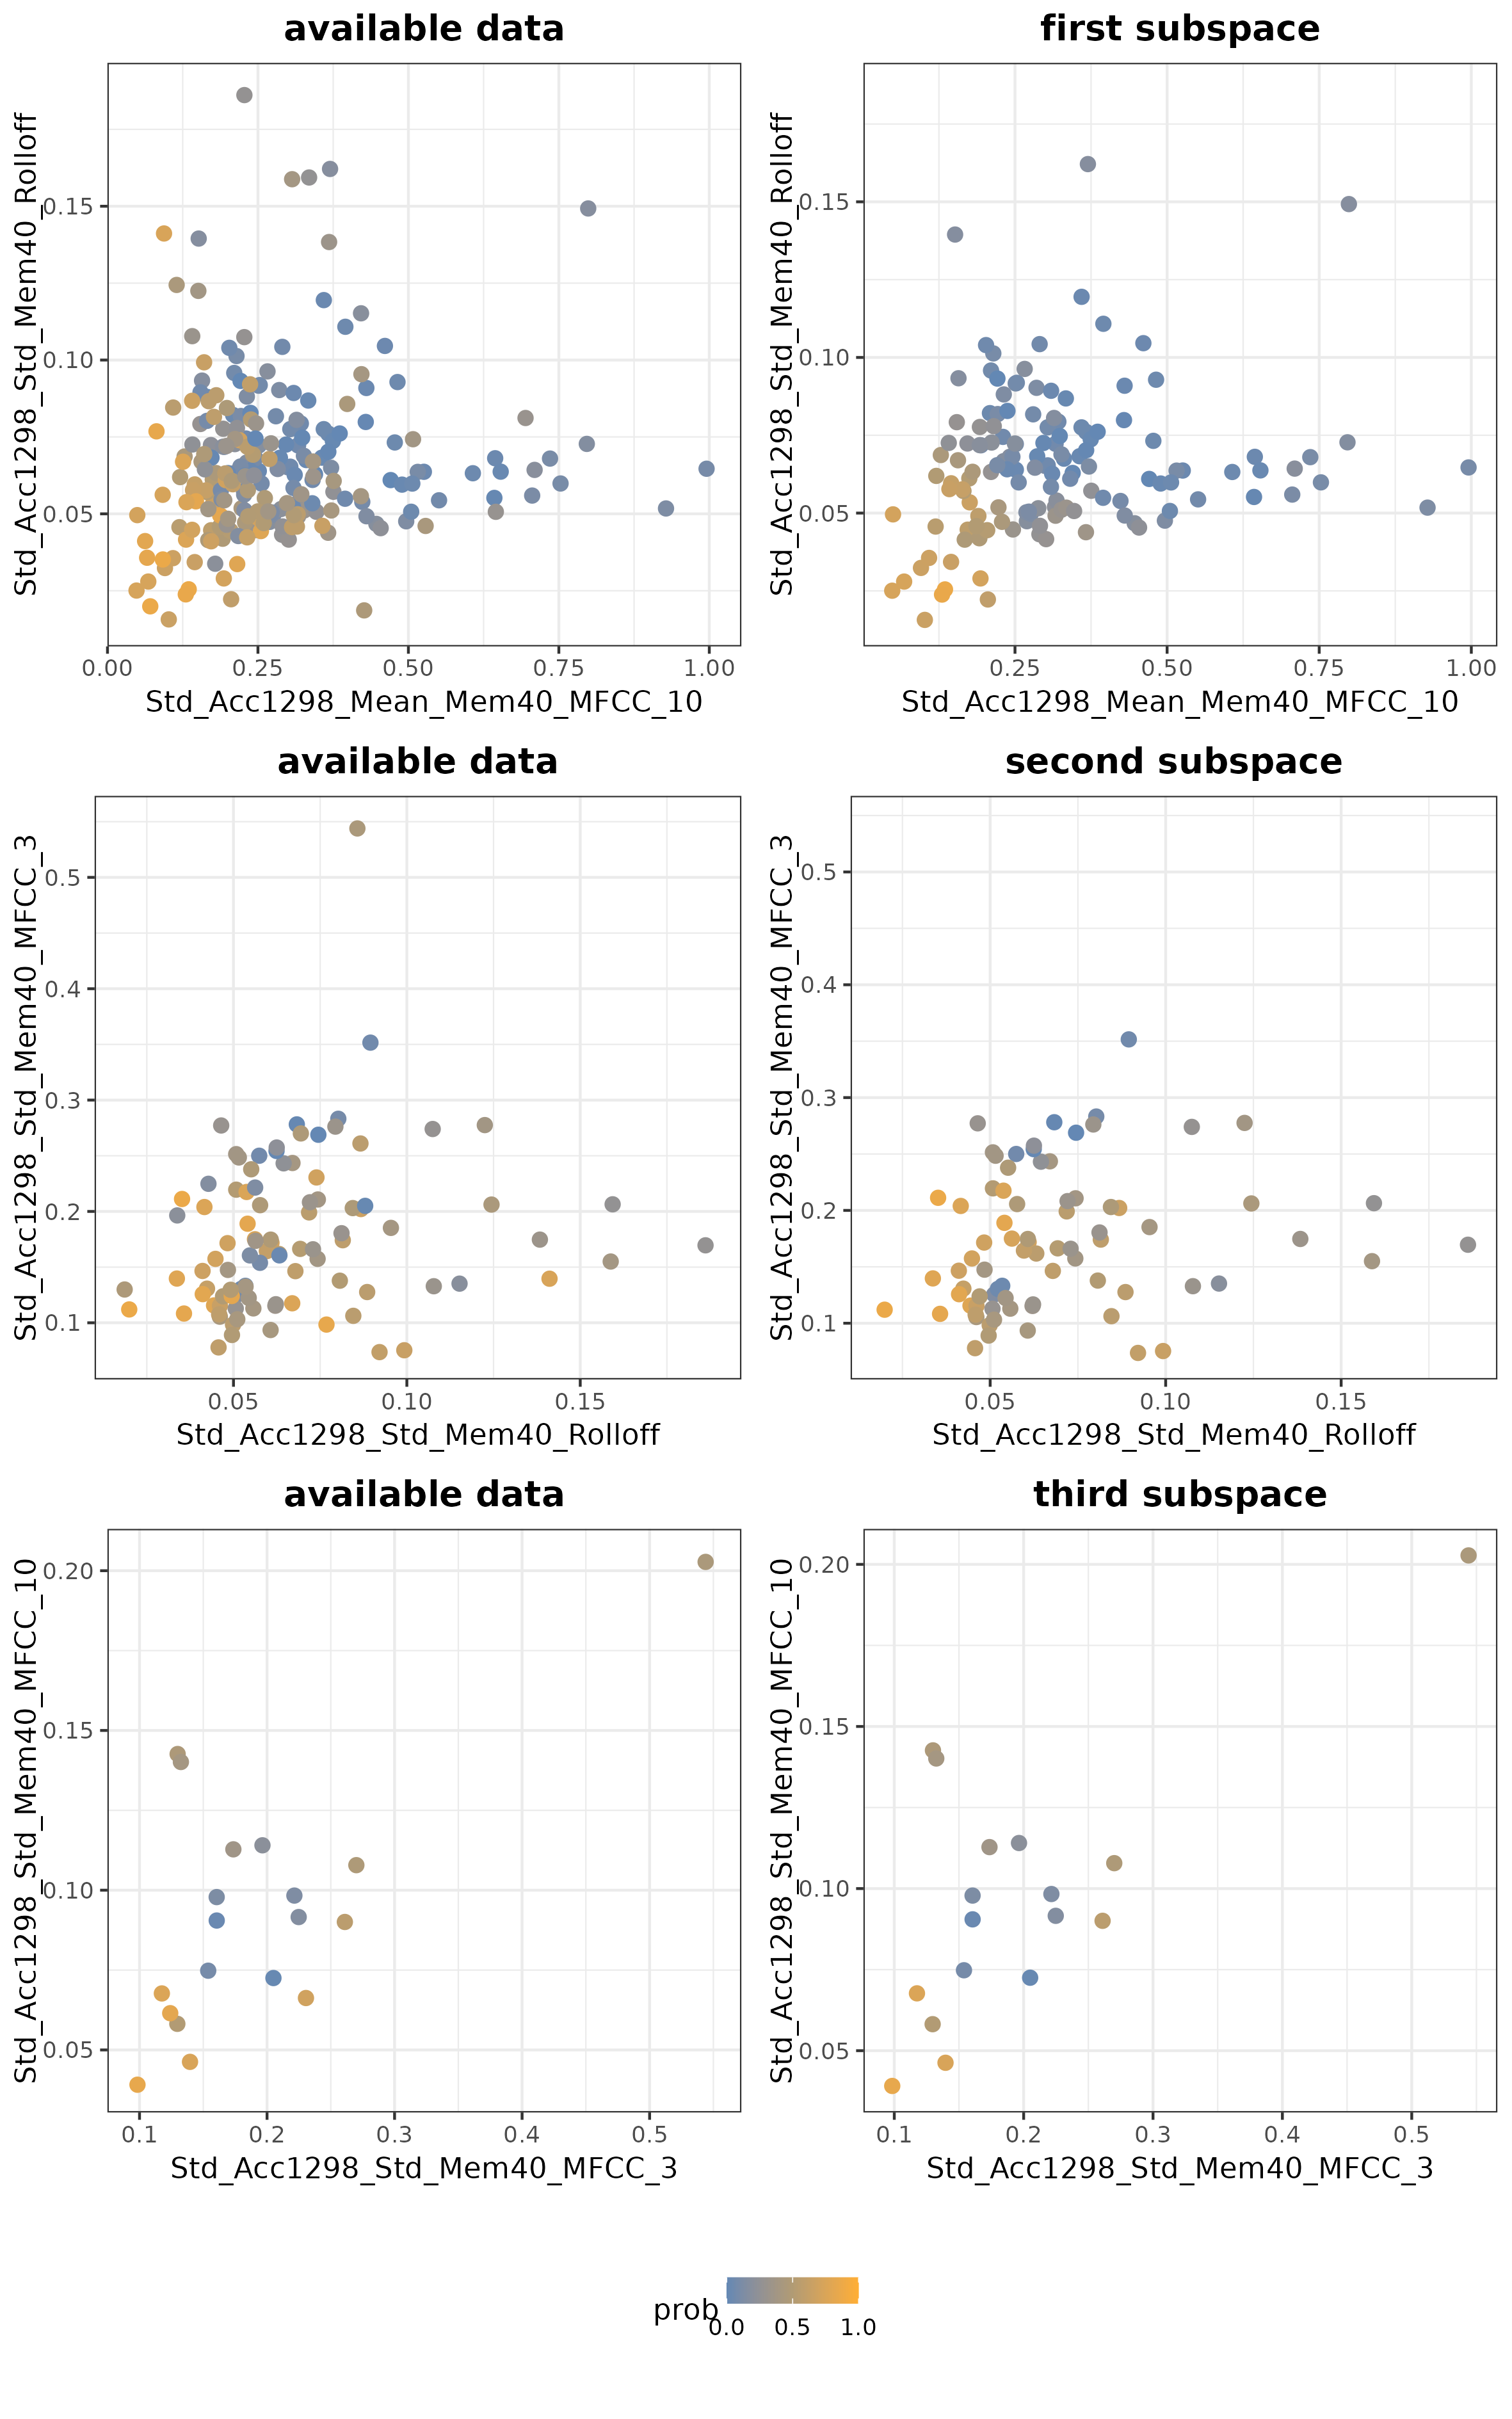 available data
first subspace
Std_Acc1298_Std_Mem40_Rolloff
0.15
0.10
0.05
0.00 0.25 0.50 0.75 1.00
Std_Acc1298_Mean_Mem40_MFCC_10
Std_Acc1298_Std_Mem40_Rolloff
0.15
0.10
0.05
0.25 0.50 0.75 1.00
Std_Acc1298_Mean_Mem40_MFCC_10
available data
second subspace
Std_Acc1298_Std_Mem40_MFCC_3
0.5
0.4
0.3
0.2
0.1
0.05 0.10 0.15
Std_Acc1298_Std_Mem40_Rolloff
Std_Acc1298_Std_Mem40_MFCC_3
0.5
0.4
0.3
0.2
0.1
0.05 0.10 0.15
Std_Acc1298_Std_Mem40_Rolloff
available data
third subspace
Std_Acc1298_Std_Mem40_MFCC_10
0.20
0.15
0.10
0.05
0.1 0.2 0.3 0.4 0.5
Std_Acc1298_Std_Mem40_MFCC_3
Std_Acc1298_Std_Mem40_MFCC_10
0.20
0.15
0.10
0.05
0.1 0.2 0.3 0.4 0.5
Std_Acc1298_Std_Mem40_MFCC_3
prob
0.0 0.5 1.0